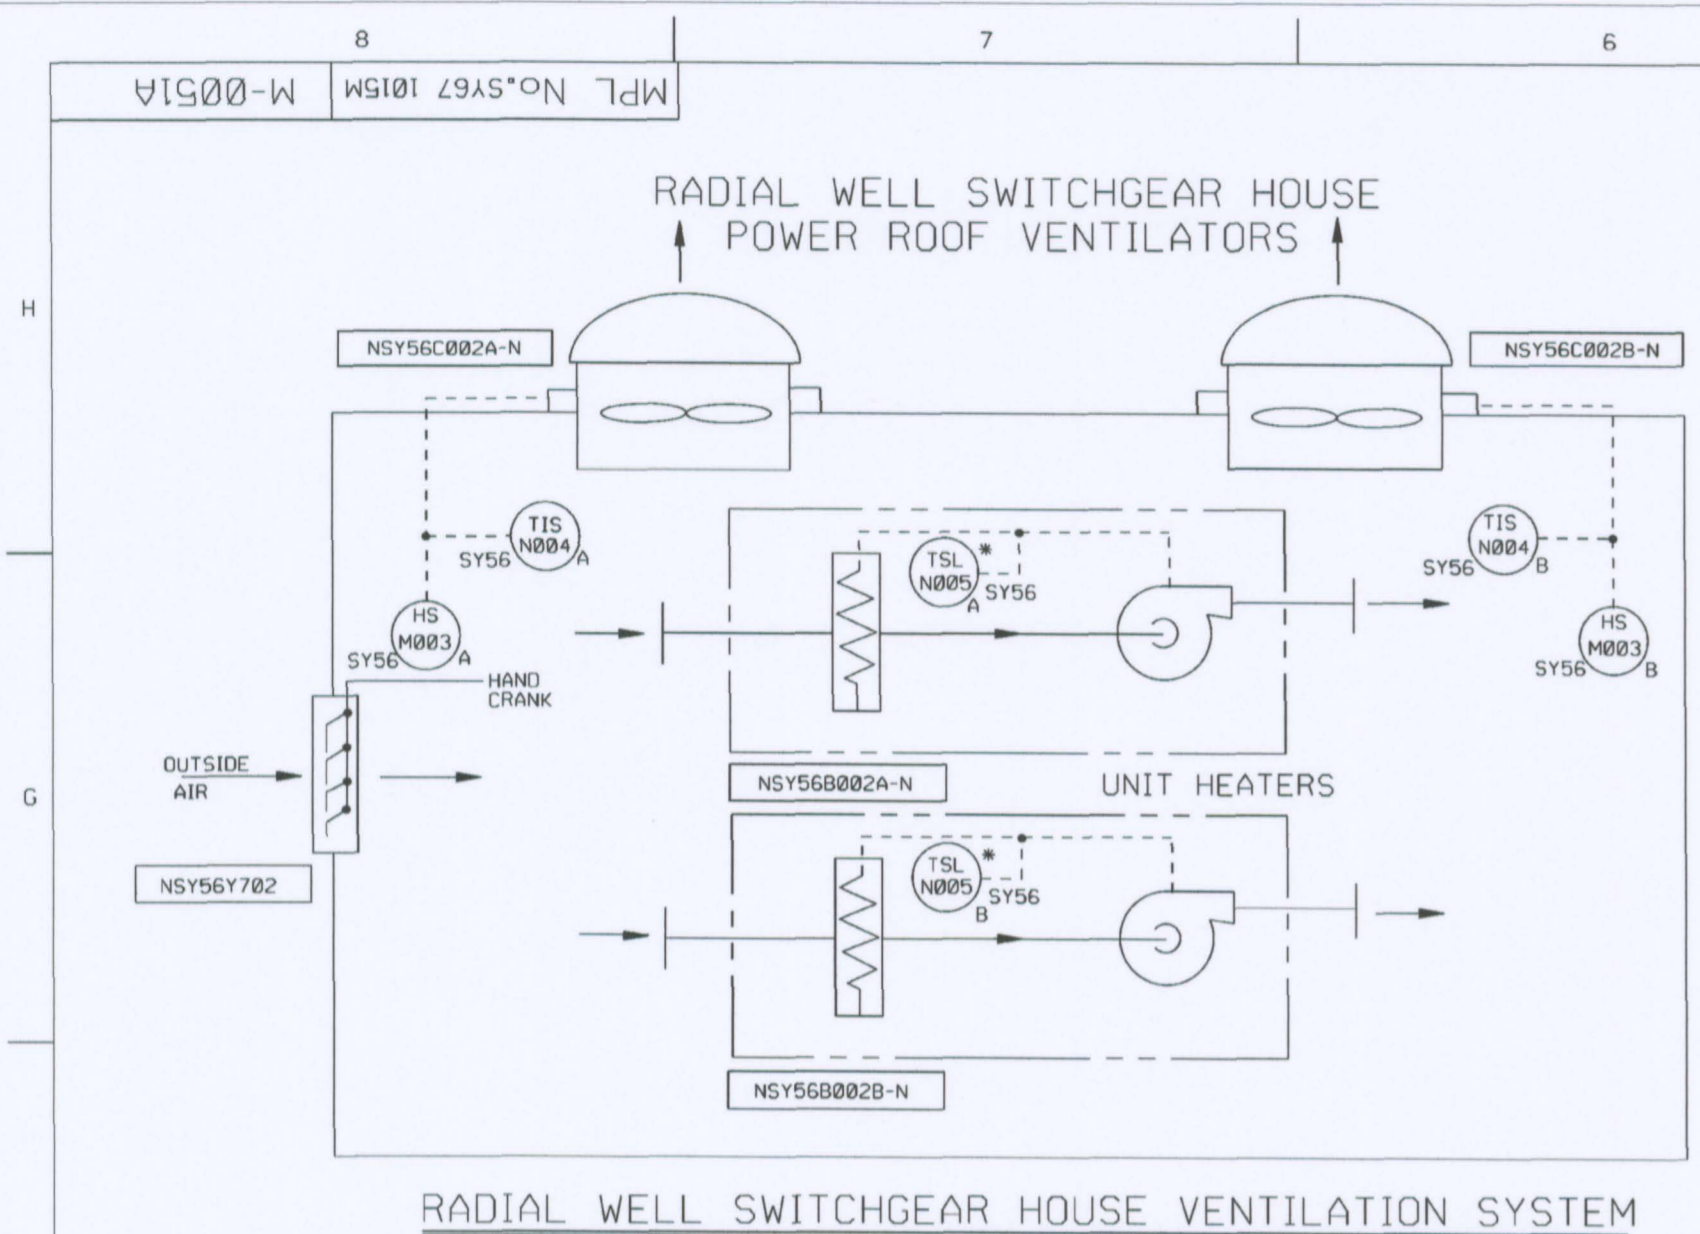 8
7
6
M-0051A
MPL No.SY67 1015M
RADIAL WELL SWITCHGEAR HOUSE
POWER ROOF VENTILATORS
H
NSY56C002A-N
NSY56C002B-N
TIS
N004
SY56
A
TSL
*
N005
SY56
A
TIS
N004
SY56
B
HS
M003
SY56
A
HS
M003
SY56
B
HAND
CRANK
OUTSIDE
AIR
G
NSY56B002A-N
UNIT HEATERS
TSL
*
N005
SY56
B
NSY56Y702
NSY56B002B-N
RADIAL WELL SWITCHGEAR HOUSE VENTILATION SYSTEM